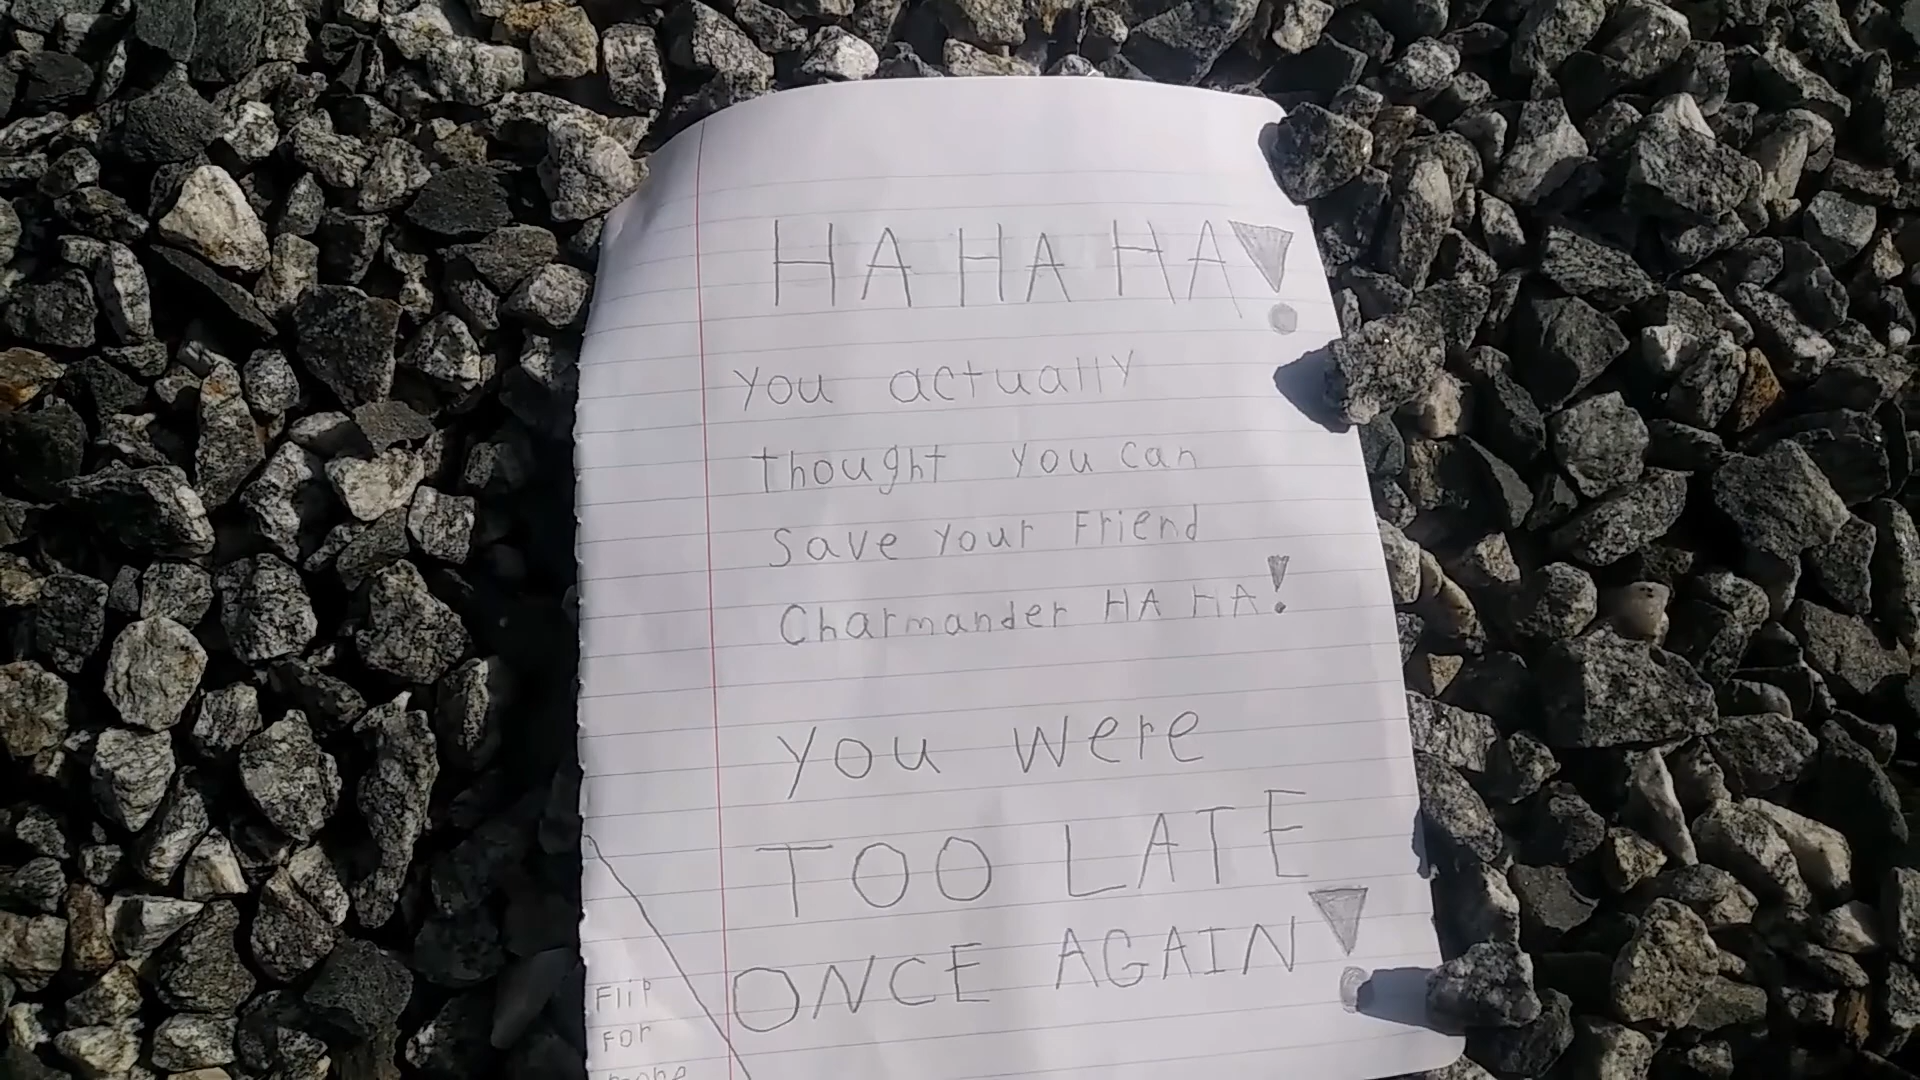 HA HA HA!
You actually
thought you can
Save your Friend
Charmander HA HA!
You Were
TOO LATE
ONCE AGAIN!
Flip
For